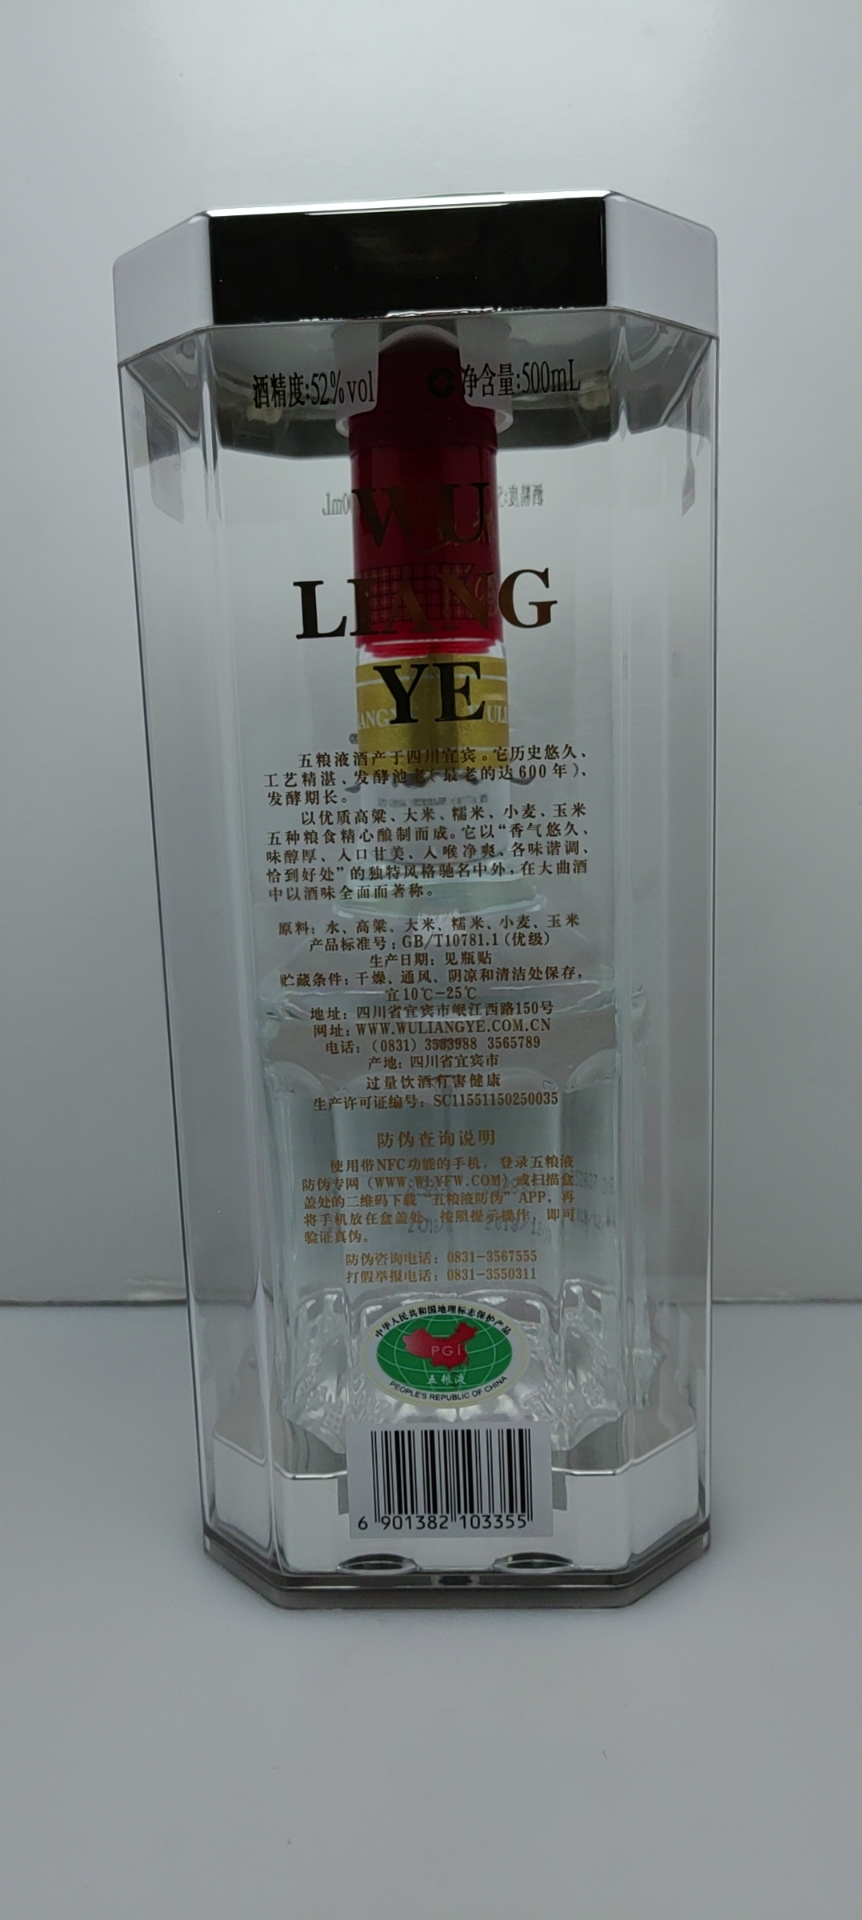 酒精度:52%vol
净含量:500mL
WU
LIANG
YE
五粮液酒产于四川宜宾。它历史悠久、
工艺精湛、发酵池老(最老的达600年)、
发酵期长。
以优质高粱、大米、糯米、小麦、玉米
五种粮食精心酿制而成。它以“香气悠久、
味醇厚、入口甘美、入喉净爽、各味谐调、
恰到好处”的独特风格驰名中外,在大曲酒
中以酒味全面而著称。
原料: 水、高粱、大米、糯米、小麦、玉米
产品标准号: GB/T10781.1 (优级)
生产日期: 见瓶贴
贮藏条件: 干燥、通风、阴凉和清洁处保存,
宜10℃-25℃
地址: 四川省宜宾市岷江西路150号
网址: WWW.WULIANGYE.COM.CN
电话: (0831) 3583988 3565789
产地: 四川省宜宾市
过量饮酒有害健康
生产许可证编号: SC11551150250035
防伪查询说明
使用带NFC功能的手机, 登录五粮液
防伪专网 (WWW.WLYFW.COM) 或扫描盒
盖处的二维码下载 “五粮液防伪” APP, 再
将手机放在盒盖处, 按照提示操作, 即可
验证真伪。
防伪咨询电话: 0831-3567555
打假举报电话: 0831-3550311
中华人民共和国地理标志保护产品
PGI
五粮液
PEOPLE'S REPUBLIC OF CHINA
6 901382 103355